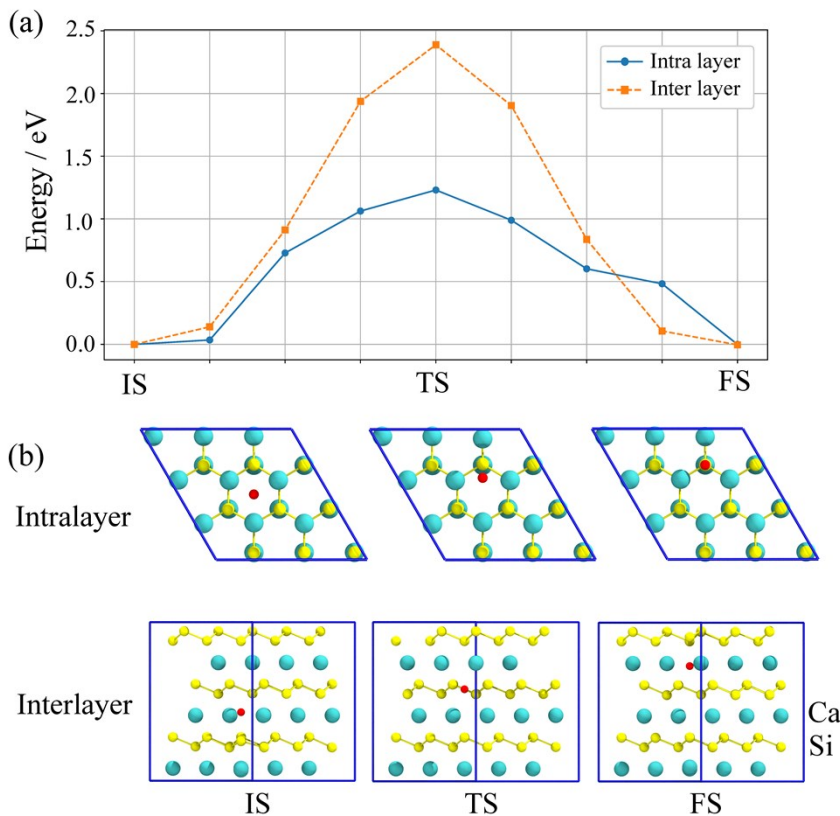 (a)
Energy / eV
2.5
2.0
1.5
1.0
0.5
0.0
Intra layer
Inter layer
IS
TS
FS
(b)
Intralayer
Interlayer
Ca
Si
IS
TS
FS